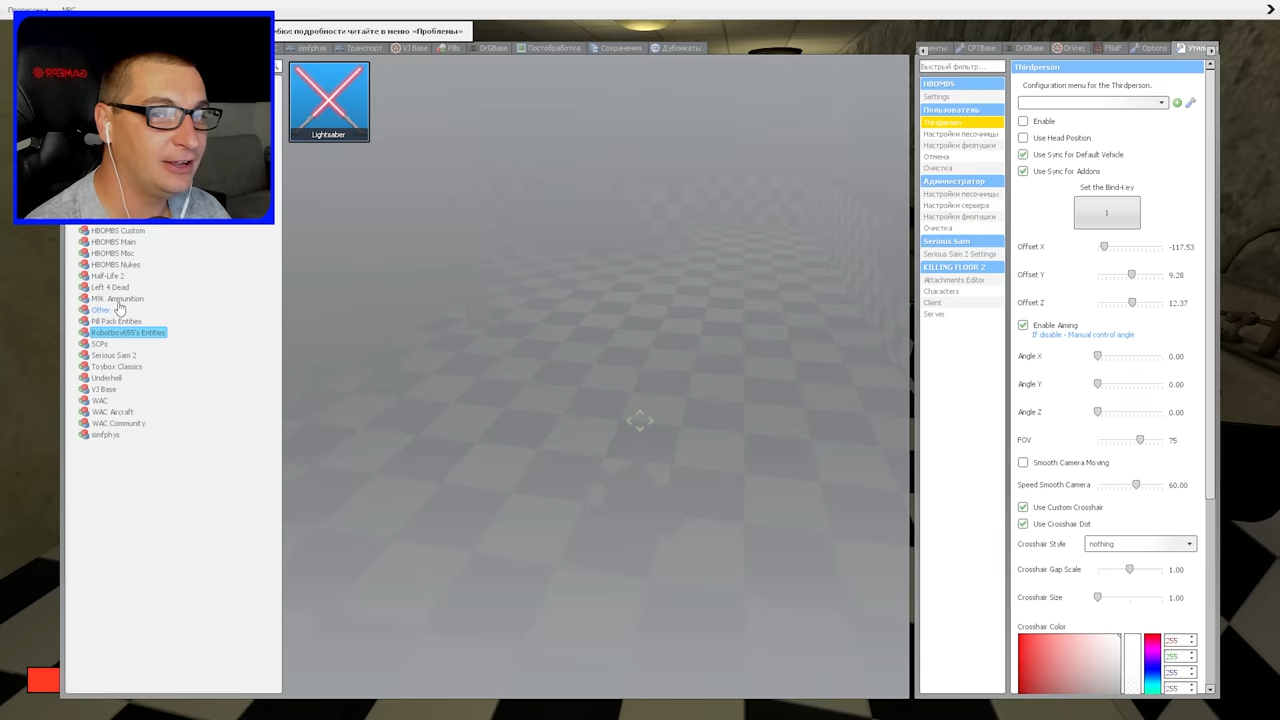 NPC
бки: подробности читайте в меню «Проблемы»
simfphys
Транспорт
VJ Base
Pills
DrGBase
Постобработка
Сохранения
Дубликаты
Lightsaber
HBOMBS Custom
HBOMBS Main
HBOMBS Misc
HBOMBS Nukes
Half-Life 2
Left 4 Dead
M9K Ammunition
Other
Pill Pack Entities
Robotboy655's Entities
SCPs
Serious Sam 2
Toybox Classics
Underhell
VJ Base
WAC
WAC Aircraft
WAC Community
simfphys
енты
CPTBase
DrGBase
DrVrej
FNaF
Options
Утили
Быстрый фильтр...
HBOMBS
Settings
Пользователь
Thirdperson
Настройки песочницы
Настройки физпушки
Отмена
Очистка
Администратор
Настройки песочницы
Настройки сервера
Настройки физпушки
Очистка
Serious Sam
Serious Sam 2 Settings
KILLING FLOOR 2
Attachments Editor
Characters
Client
Server
Thirdperson
Configuration menu for the Thirdperson.
Enable
Use Head Position
Use Sync for Default Vehicle
Use Sync for Addons
Set the Bind-Key
1
Offset X -117.53
Offset Y 9.28
Offset Z 12.37
Enable Aiming
If disable - Manual control angle
Angle X 0.00
Angle Y 0.00
Angle Z 0.00
FOV 75
Smooth Camera Moving
Speed Smooth Camera 60.00
Use Custom Crosshair
Use Crosshair Dot
Crosshair Style nothing
Crosshair Gap Scale 1.00
Crosshair Size 1.00
Crosshair Color
255
255
255
255